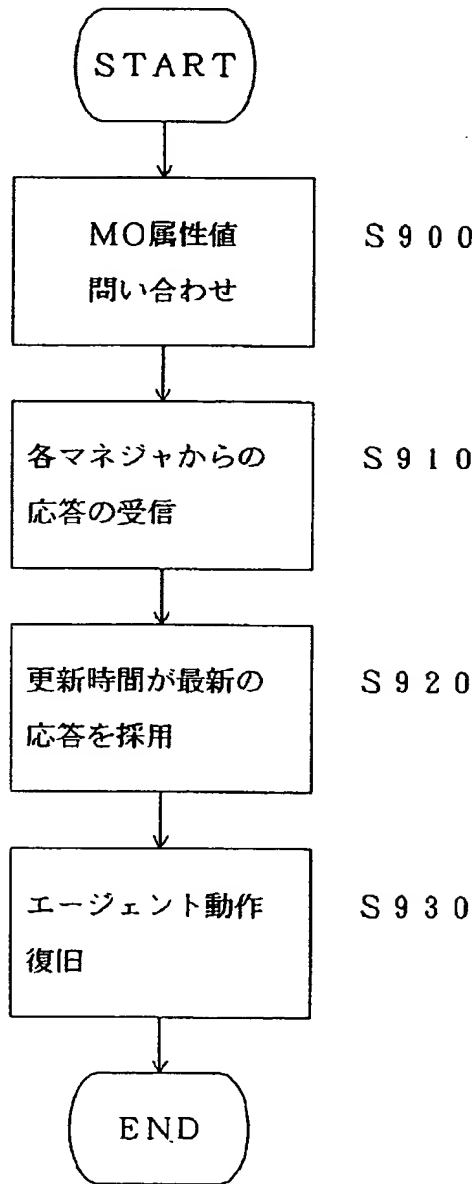 START
MO属性値
問い合わせ
S900
各マネジャからの
応答の受信
S910
更新時間が最新の
応答を採用
S920
エージェント動作
復旧
S930
END